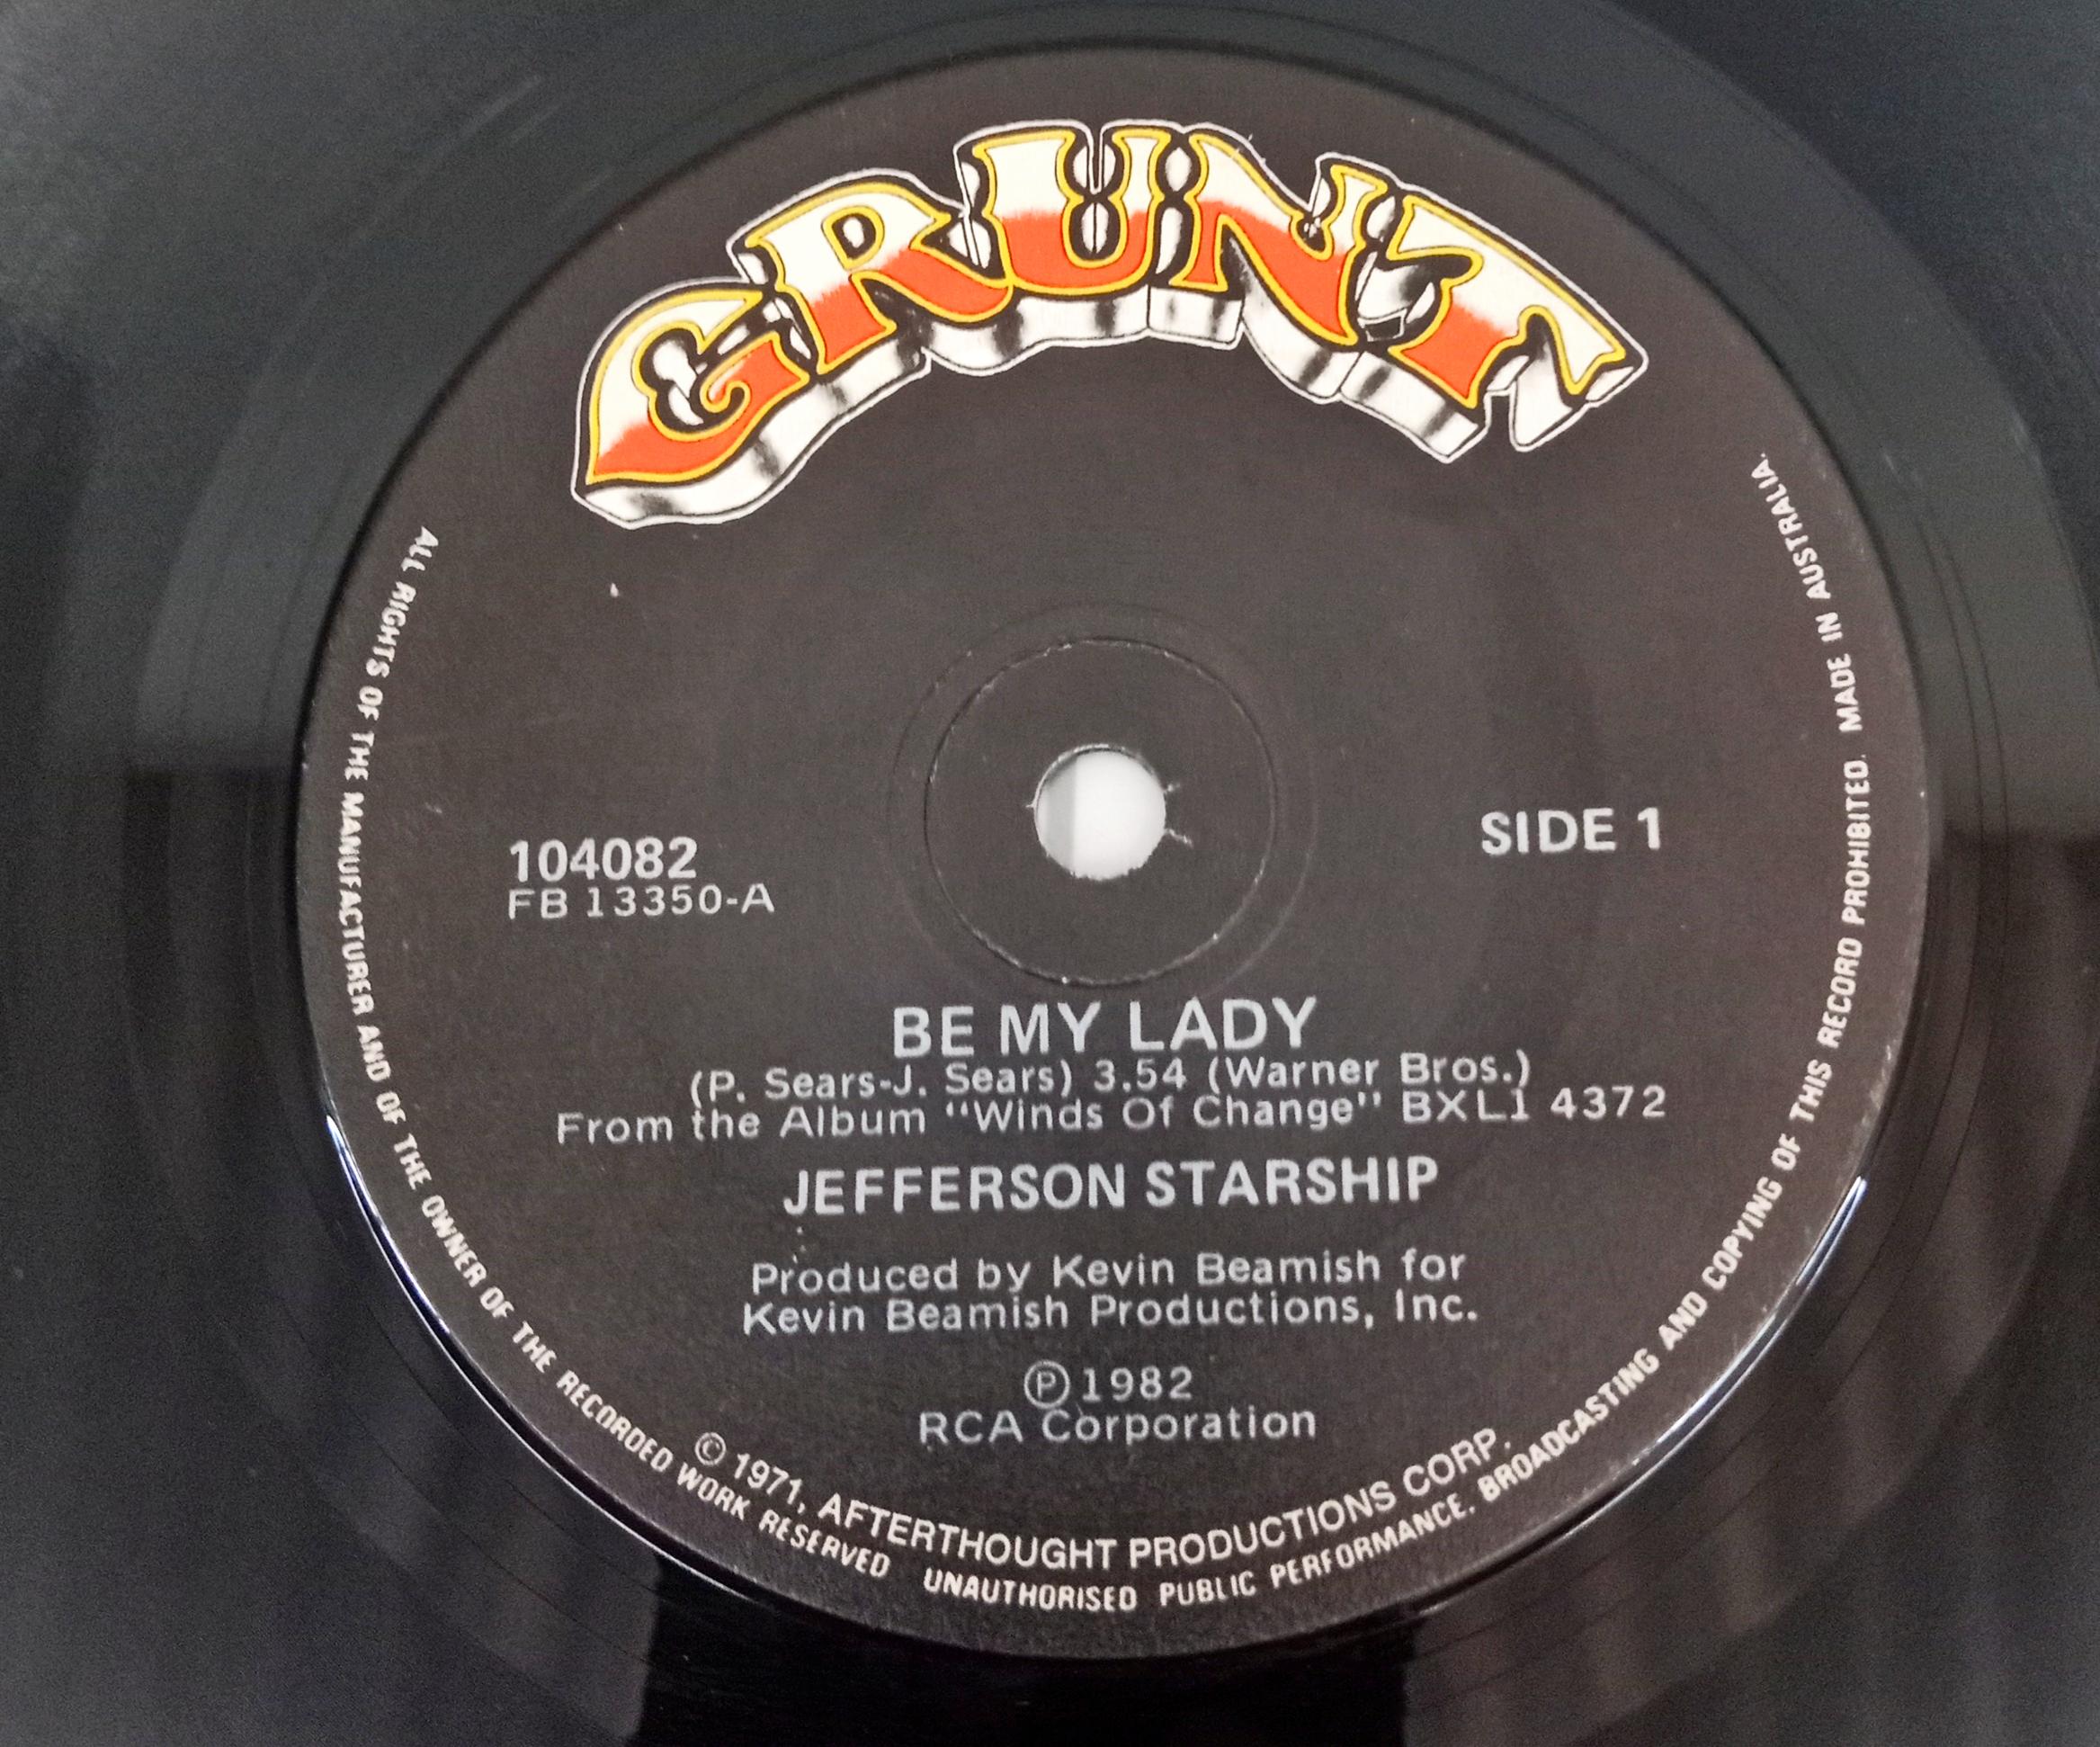 GRUNT
104082
FB 13350-A
SIDE 1
BE MY LADY
(P. Sears-J. Sears) 3.54 (Warner Bros.)
From the Album "Winds Of Change" BXL1 4372
JEFFERSON STARSHIP
Produced by Kevin Beamish for
Kevin Beamish Productions, Inc.
℗1982
RCA Corporation
© 1971, AFTERTHOUGHT PRODUCTIONS CORP.
ALL RIGHTS OF THE MANUFACTURER AND OF THE OWNER OF THE RECORDED WORK RESERVED UNAUTHORISED PUBLIC PERFORMANCE, BROADCASTING AND COPYING OF THIS RECORD PROHIBITED. MADE IN AUSTRALIA.